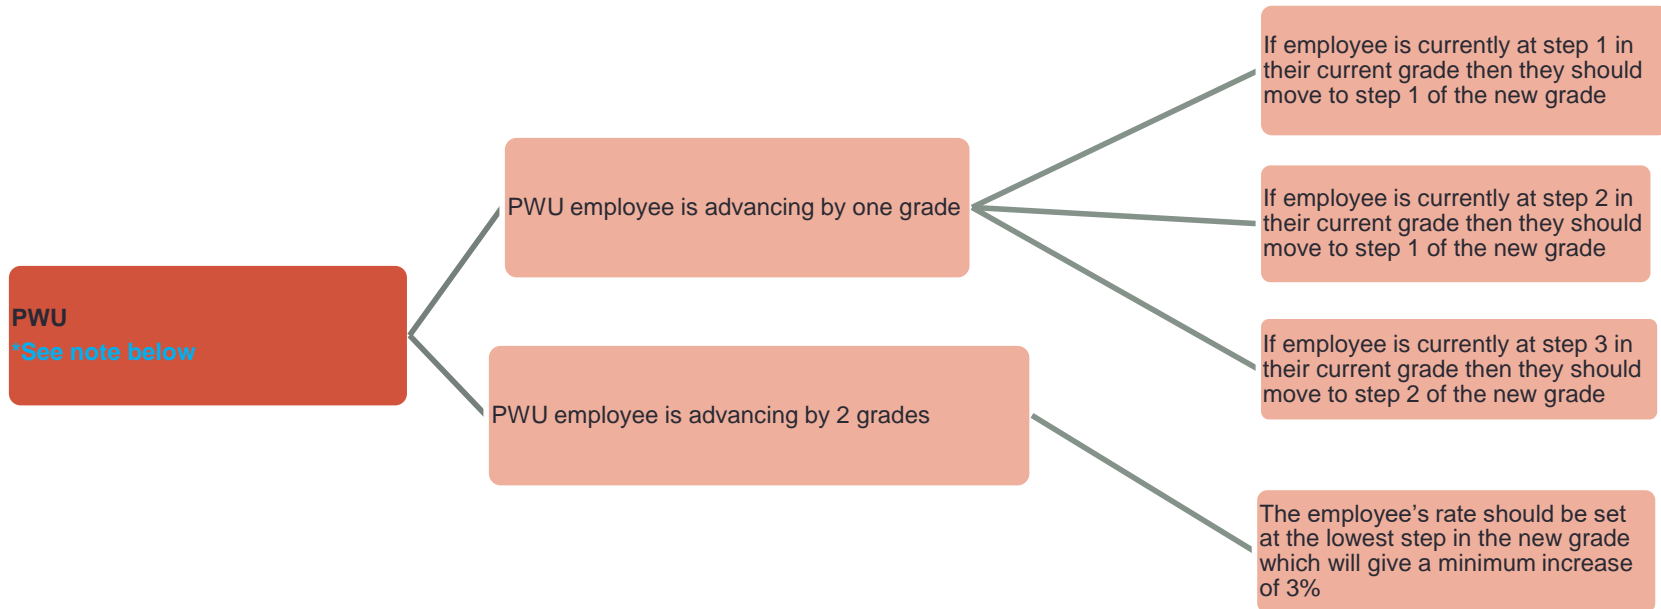 PWU
*See note below
PWU employee is advancing by one grade
PWU employee is advancing by 2 grades
If employee is currently at step 1 in
their current grade then they should
move to step 1 of the new grade
If employee is currently at step 2 in
their current grade then they should
move to step 1 of the new grade
If employee is currently at step 3 in
their current grade then they should
move to step 2 of the new grade
The employee’s rate should be set
at the lowest step in the new grade
which will give a minimum increase
of 3%